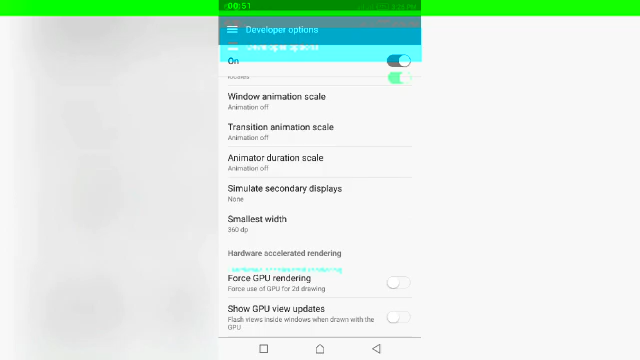 00:51
Developer options
On
locales
Window animation scale
Animation off
Transition animation scale
Animation off
Animator duration scale
Animation off
Simulate secondary displays
None
Smallest width
360 dp
Hardware accelerated rendering
Force GPU rendering
Force use of GPU for 2d drawing
Show GPU view updates
Flash views inside windows when drawn with the
GPU